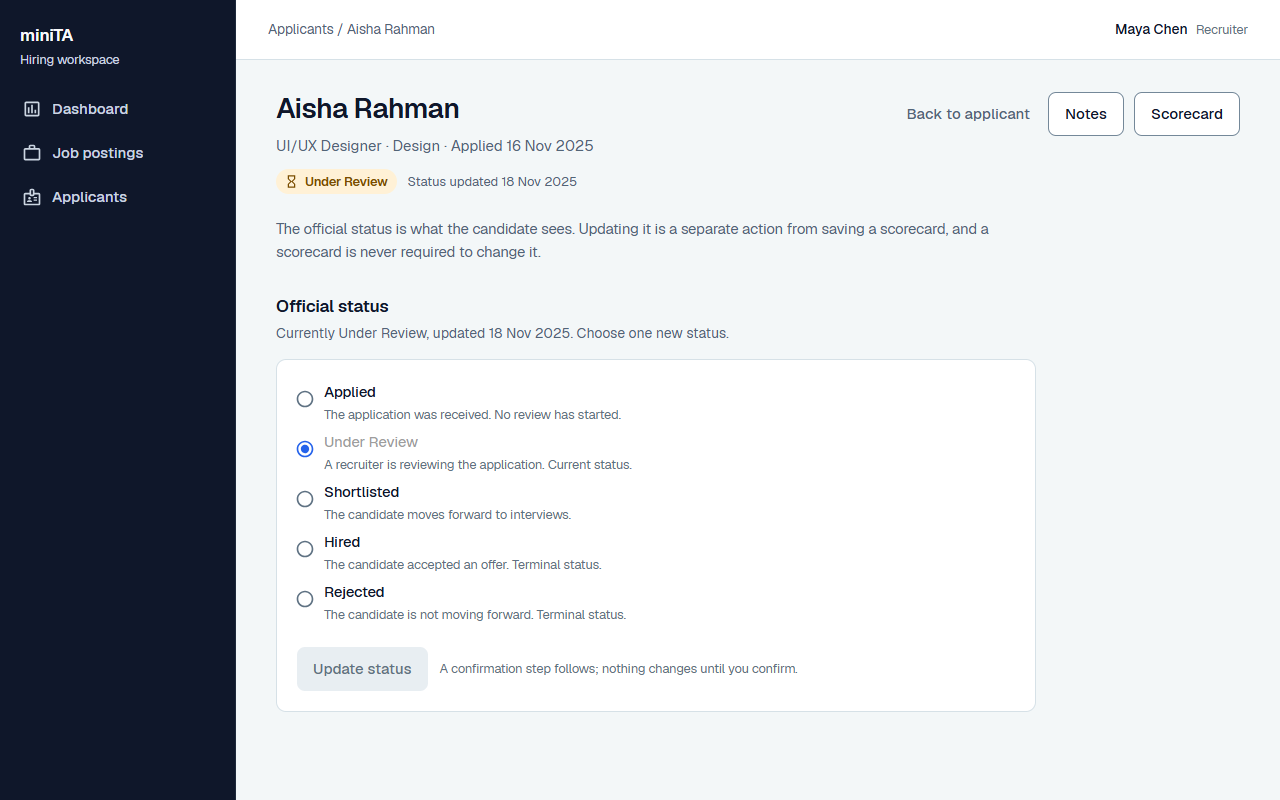 miniTA
Hiring workspace
Dashboard
Job postings
Applicants
Applicants / Aisha Rahman
Maya Chen Recruiter
Aisha Rahman
Back to applicant
Notes
Scorecard
UI/UX Designer · Design · Applied 16 Nov 2025
Under Review
Status updated 18 Nov 2025
The official status is what the candidate sees. Updating it is a separate action from saving a scorecard, and a
scorecard is never required to change it.
Official status
Currently Under Review, updated 18 Nov 2025. Choose one new status.
Applied
The application was received. No review has started.
Under Review
A recruiter is reviewing the application. Current status.
Shortlisted
The candidate moves forward to interviews.
Hired
The candidate accepted an offer. Terminal status.
Rejected
The candidate is not moving forward. Terminal status.
Update status
A confirmation step follows; nothing changes until you confirm.